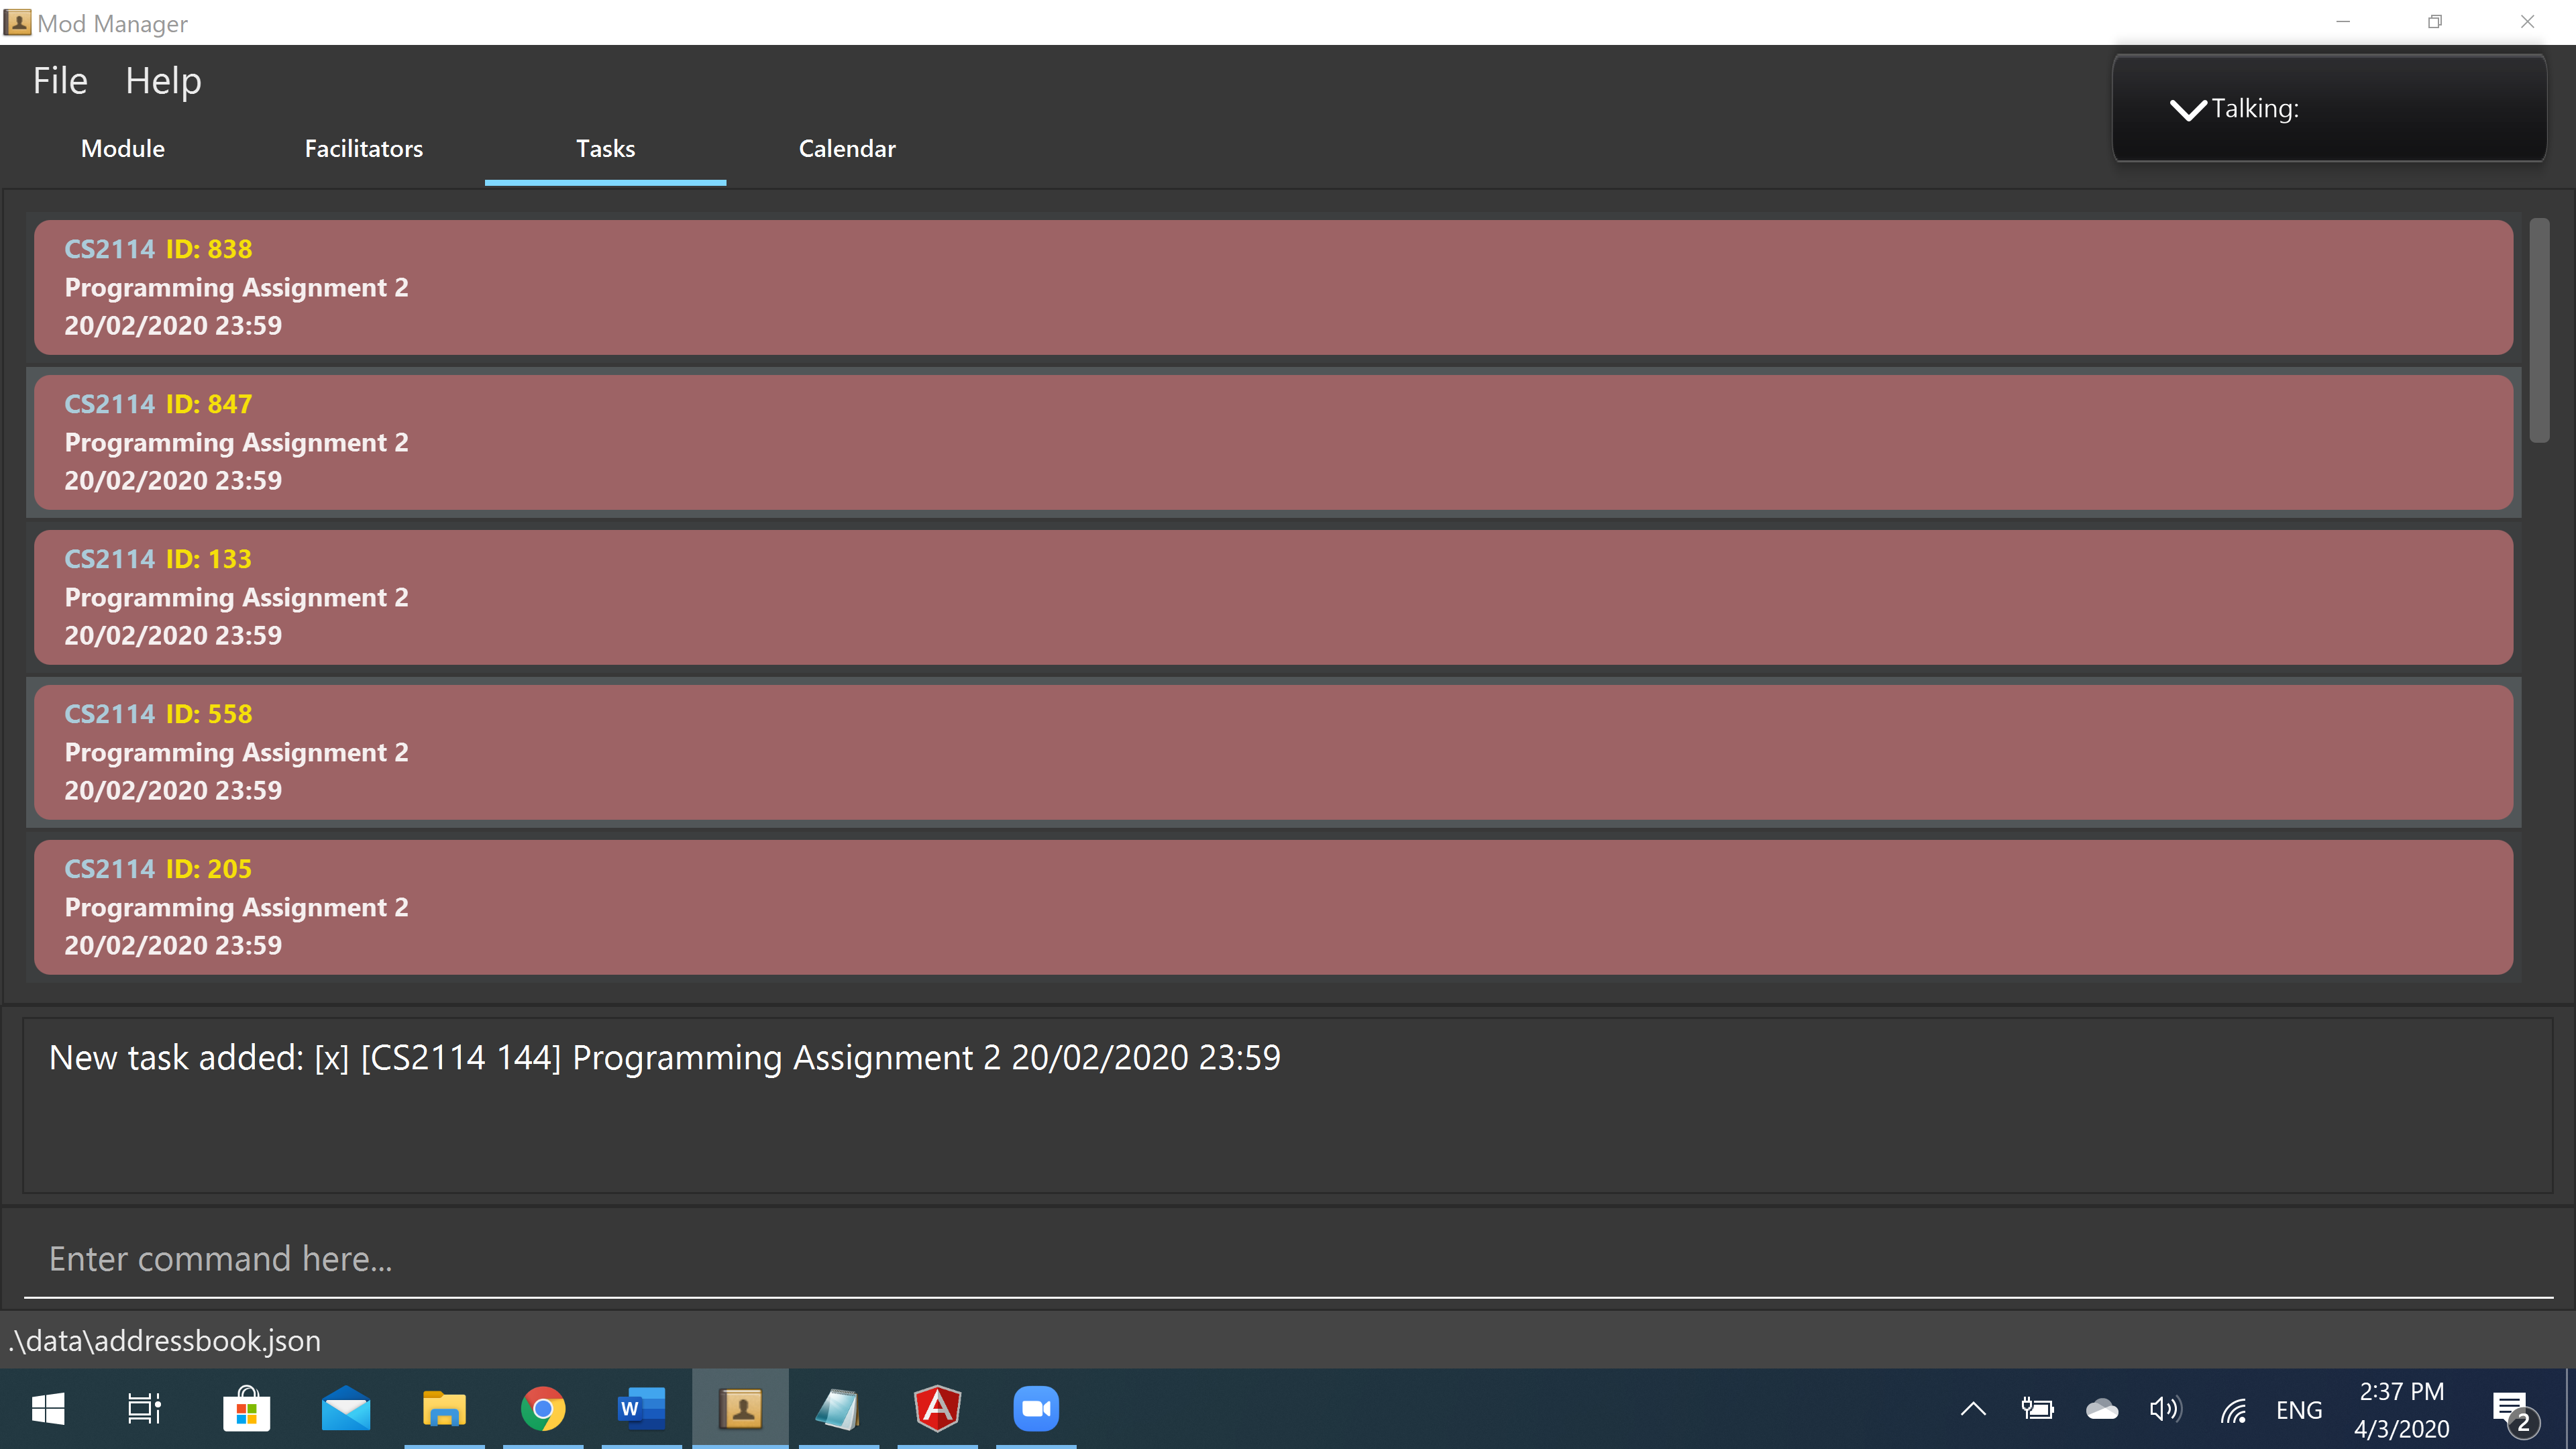 Mod Manager
File Help
Talking:
Module Facilitators Tasks Calendar
CS2114 ID: 838
Programming Assignment 2
20/02/2020 23:59
CS2114 ID: 847
Programming Assignment 2
20/02/2020 23:59
CS2114 ID: 133
Programming Assignment 2
20/02/2020 23:59
CS2114 ID: 558
Programming Assignment 2
20/02/2020 23:59
CS2114 ID: 205
Programming Assignment 2
20/02/2020 23:59
New task added: [x] [CS2114 144] Programming Assignment 2 20/02/2020 23:59
Enter command here...
.\data\addressbook.json
W
A
ENG
2:37 PM
4/3/2020
2